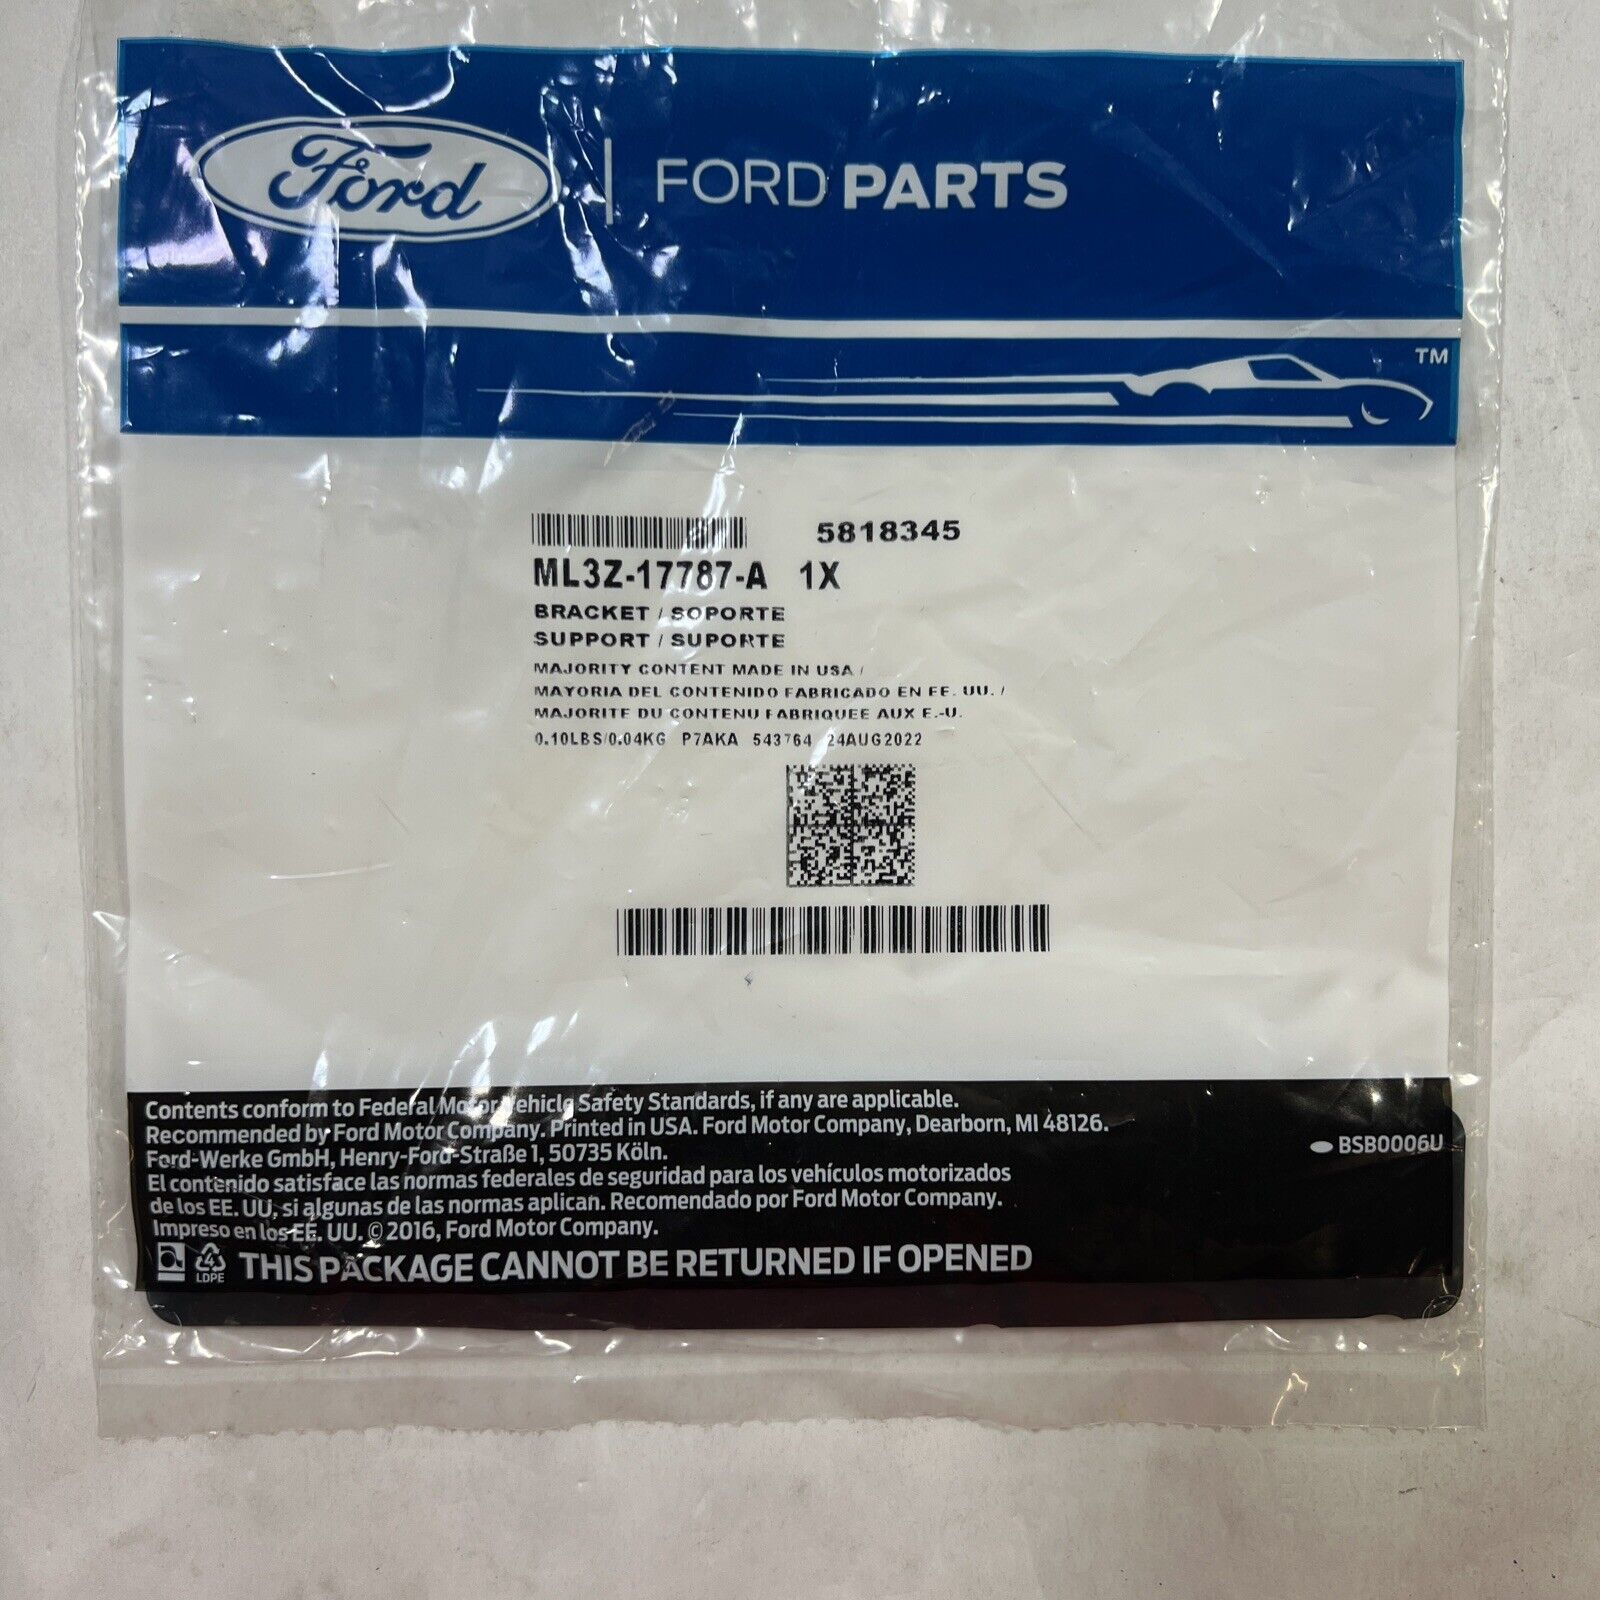 Ford | FORD PARTS
TM
5818345
ML3Z-17787-A 1X
BRACKET / SOPORTE
SUPPORT / SUPORTE
MAJORITY CONTENT MADE IN USA /
MAYORIA DEL CONTENIDO FABRICADO EN EE. UU. /
MAJORITE DU CONTENU FABRIQUEE AUX E.-U.
0.10LBS/0.04KG P7AKA 543764 24AUG2022
Contents conform to Federal Motor Vehicle Safety Standards, if any are applicable.
Recommended by Ford Motor Company. Printed in USA. Ford Motor Company, Dearborn, MI 48126.
Ford-Werke GmbH, Henry-Ford-Straße 1, 50735 Köln.
El contenido satisface las normas federales de seguridad para los vehículos motorizados
de los EE. UU, si algunas de las normas aplican. Recomendado por Ford Motor Company.
Impreso en los EE. UU. © 2016, Ford Motor Company.
BSB0006U
4
LDPE
THIS PACKAGE CANNOT BE RETURNED IF OPENED